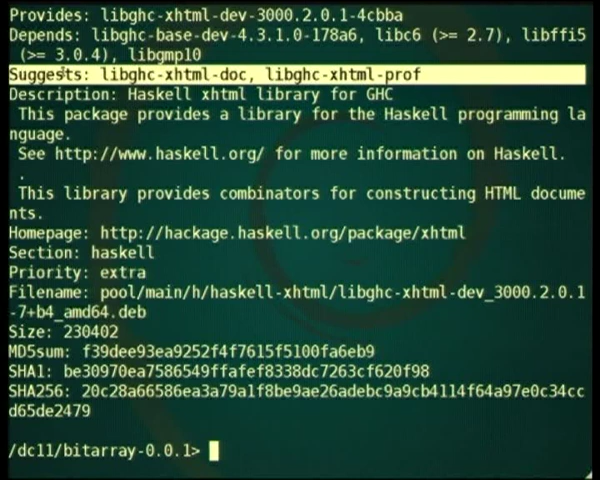 Provides: libghc-xhtml-dev-3000.2.0.1-4cbba
Depends: libghc-base-dev-4.3.1.0-178a6, libc6 (>= 2.7), libffi5
 (>= 3.0.4), libgmp10
Suggests: libghc-xhtml-doc, libghc-xhtml-prof
Description: Haskell xhtml library for GHC
 This package provides a library for the Haskell programming la
nguage.
 See http://www.haskell.org/ for more information on Haskell.
 .
 This library provides combinators for constructing HTML docume
nts.
Homepage: http://hackage.haskell.org/package/xhtml
Section: haskell
Priority: extra
Filename: pool/main/h/haskell-xhtml/libghc-xhtml-dev_3000.2.0.1
-7+b4_amd64.deb
Size: 230402
MD5sum: f39dee93ea9252f4f7615f5100fa6eb9
SHA1: be30970ea7586549ffafef8338dc7263cf620f98
SHA256: 20c28a66586ea3a79a1f8be9ae26adebc9a9cb4114f64a97e0c34cc
d65de2479
/dc11/bitarray-0.0.1>